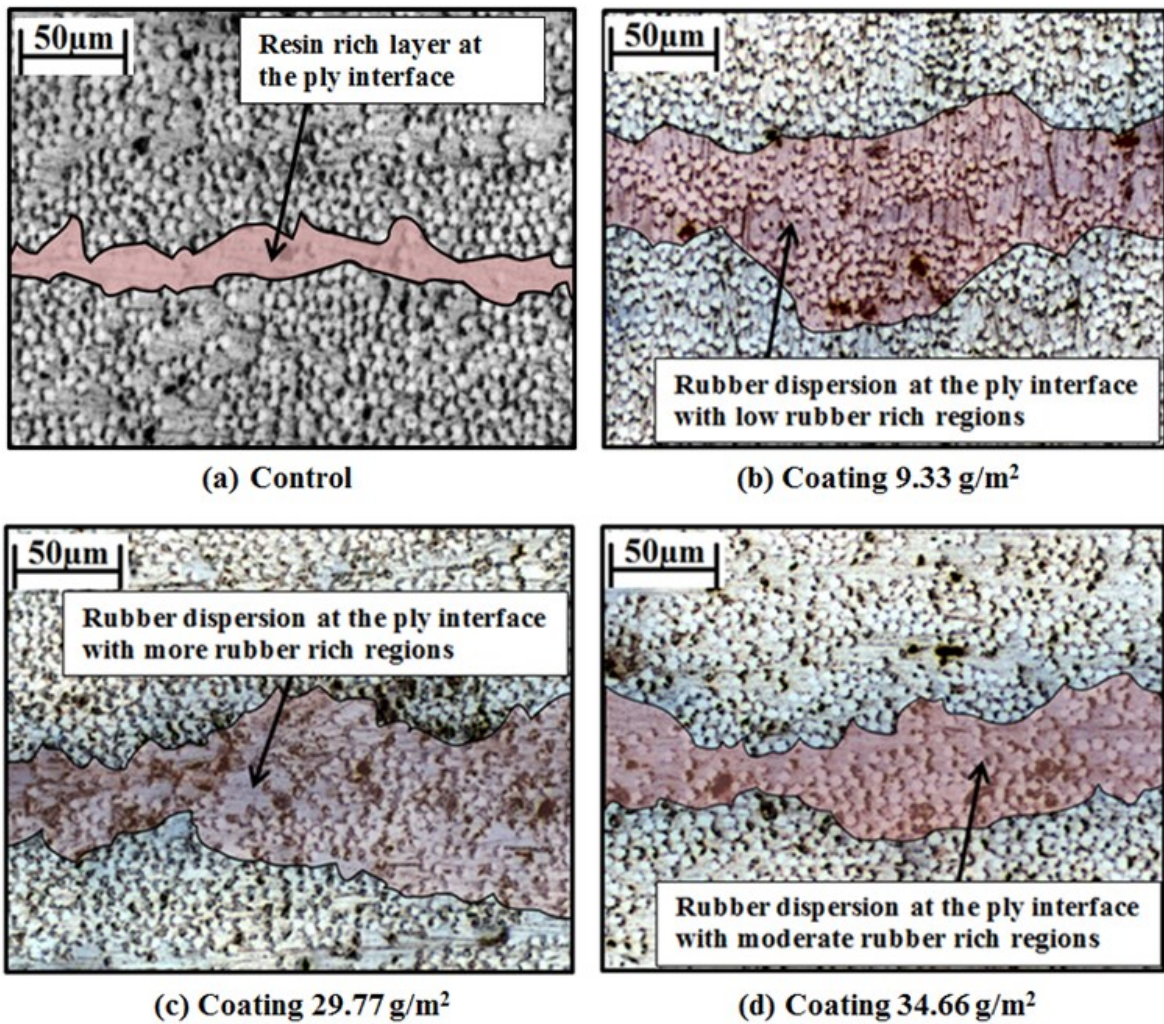 50μm
Resin rich layer at
the ply interface
(a) Control
50μm
Rubber dispersion at the ply interface
with low rubber rich regions
(b) Coating 9.33 g/m²
50μm
Rubber dispersion at the ply interface
with more rubber rich regions
(c) Coating 29.77 g/m²
50μm
Rubber dispersion at the ply interface
with moderate rubber rich regions
(d) Coating 34.66 g/m²